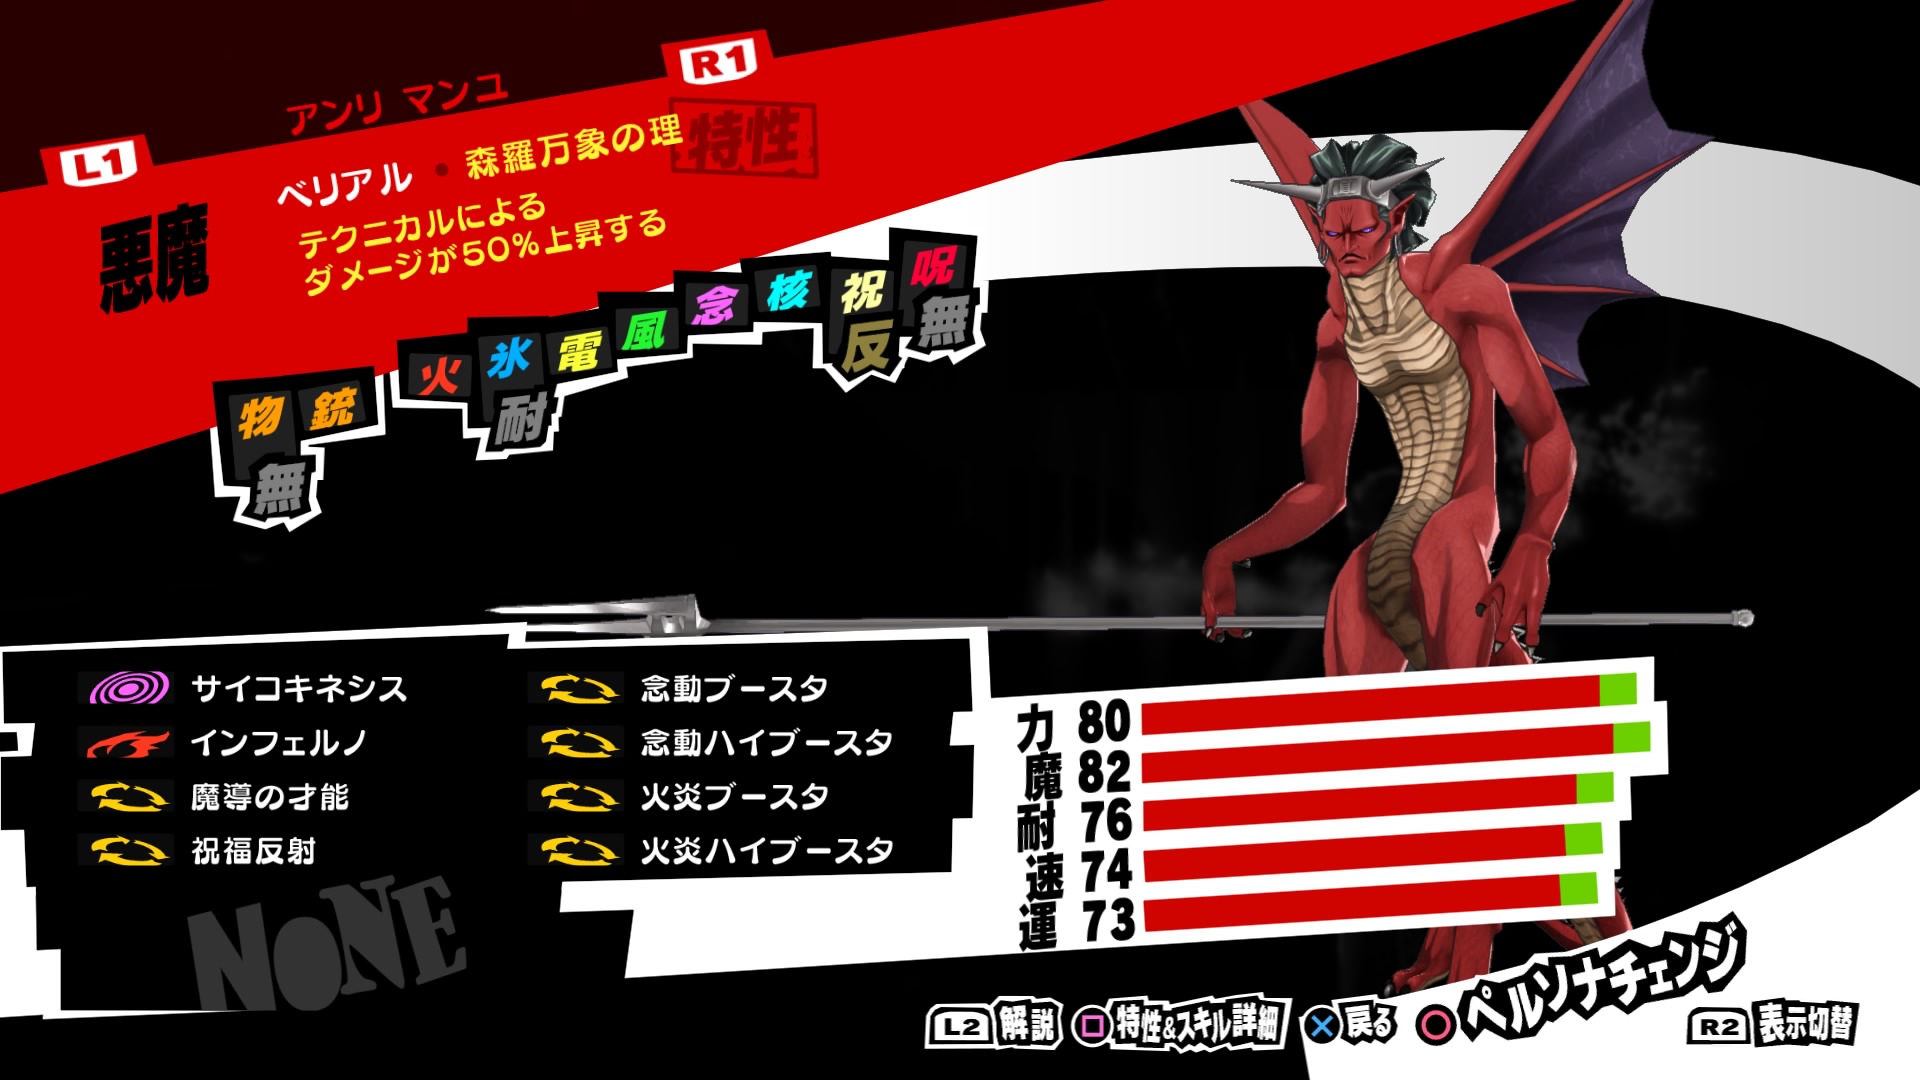 アンリ マンユ
R1
L1
悪魔
ベリアル・森羅万象の理
特性
テクニカルによる
ダメージが50%上昇する
物 銃 火 氷 電 風 念 核 祝 呪
無 耐 反 無
サイコキネシス
インフェルノ
魔導の才能
祝福反射
念動ブースタ
念動ハイブースタ
火炎ブースタ
火炎ハイブースタ
NONE
力 80
魔 82
耐 76
速 74
運 73
L2 解説
特性&スキル詳細
戻る
ペルソナチェンジ
R2 表示切替